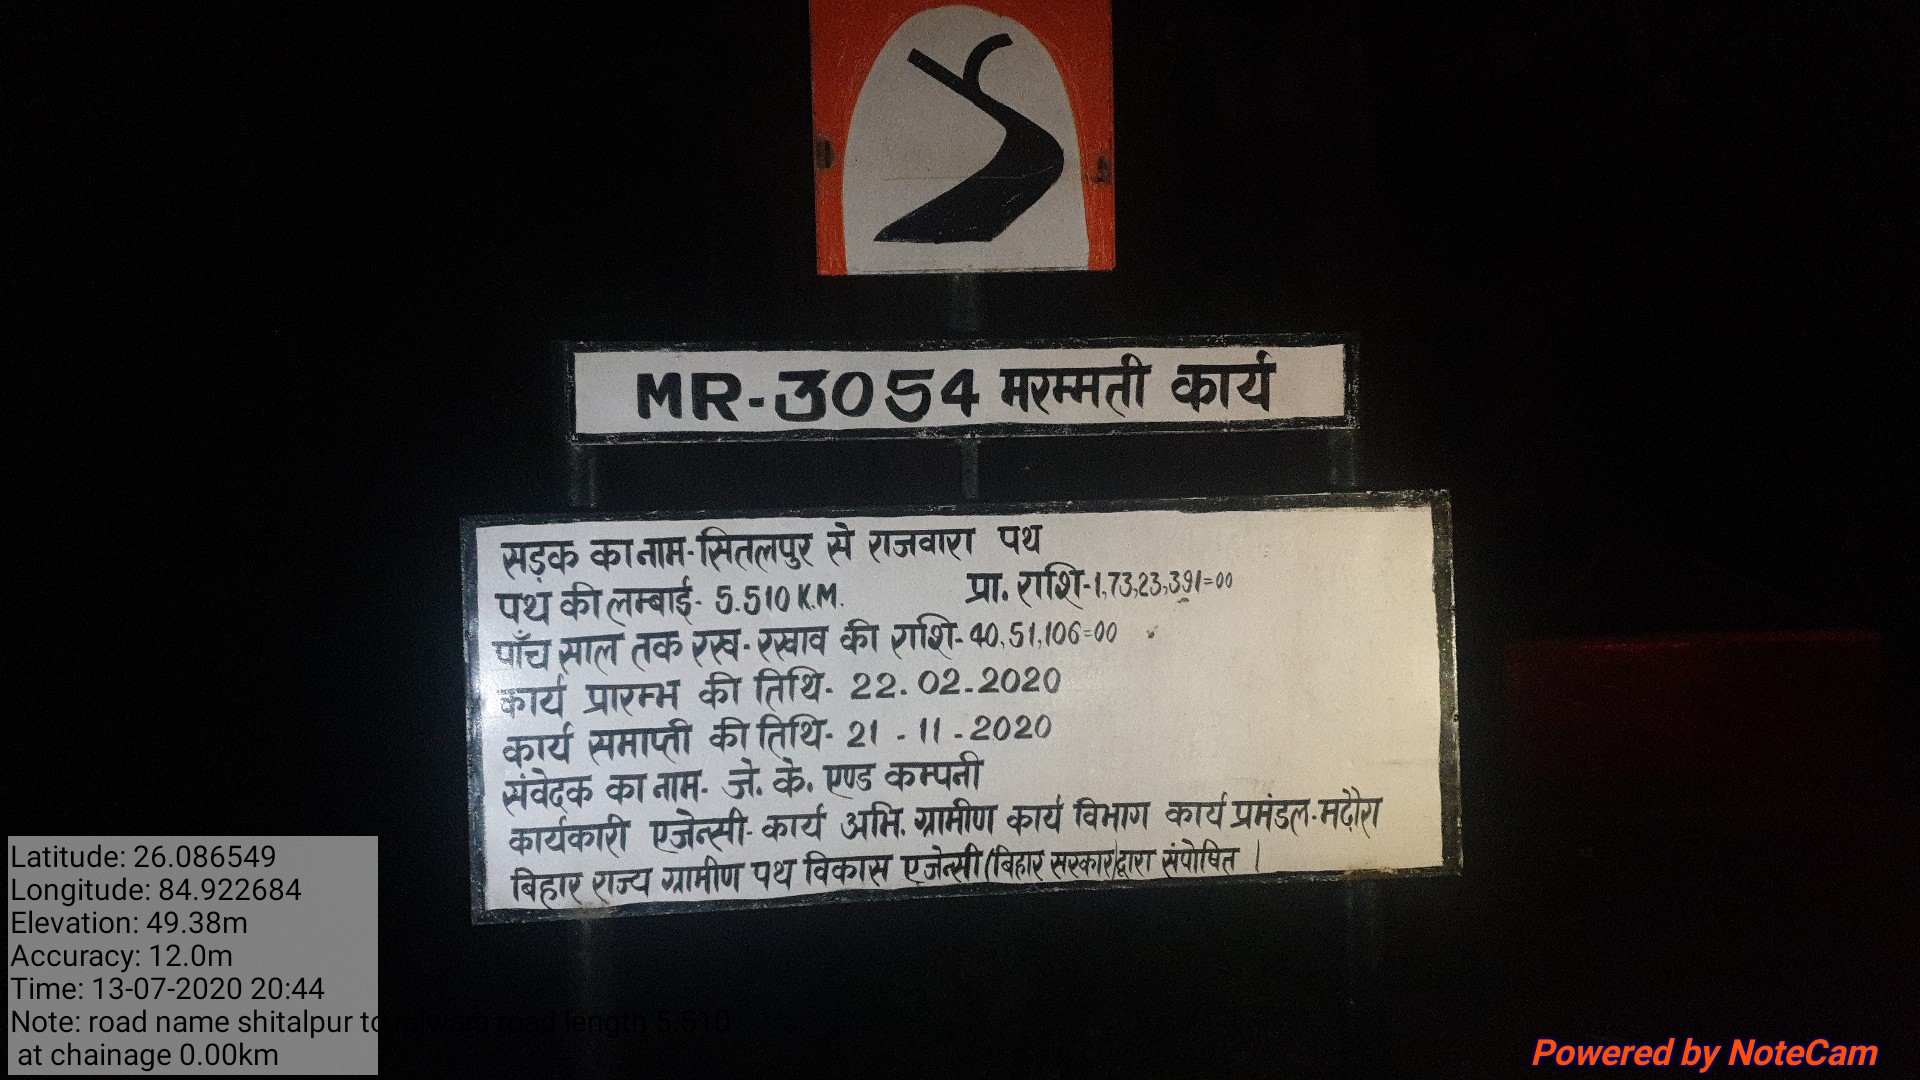 MR-3054 मरम्मती कार्य
सड़क का नाम-सितलपुर से राजवारा पथ
पथ की लम्बाई- 5.510 K.M. प्रा. राशि-1,73,23,391=00
पाँच साल तक रख-रखाव की राशि-40,51,106=00
कार्य प्रारम्भ की तिथि- 22.02.2020
कार्य समाप्ती की तिथि- 21-11-2020
संवेदक का नाम- जे. के. एण्ड कम्पनी
कार्यकारी एजेन्सी-कार्य अभि. ग्रामीण कार्य विभाग कार्य प्रमंडल-मढ़ौरा
बिहार राज्य ग्रामीण पथ विकास एजेन्सी(बिहार सरकार)द्वारा संपोषित ।
Latitude: 26.086549
Longitude: 84.922684
Elevation: 49.38m
Accuracy: 12.0m
Time: 13-07-2020 20:44
Note: road name shitalpur to road length 5.510
at chainage 0.00km
Powered by NoteCam